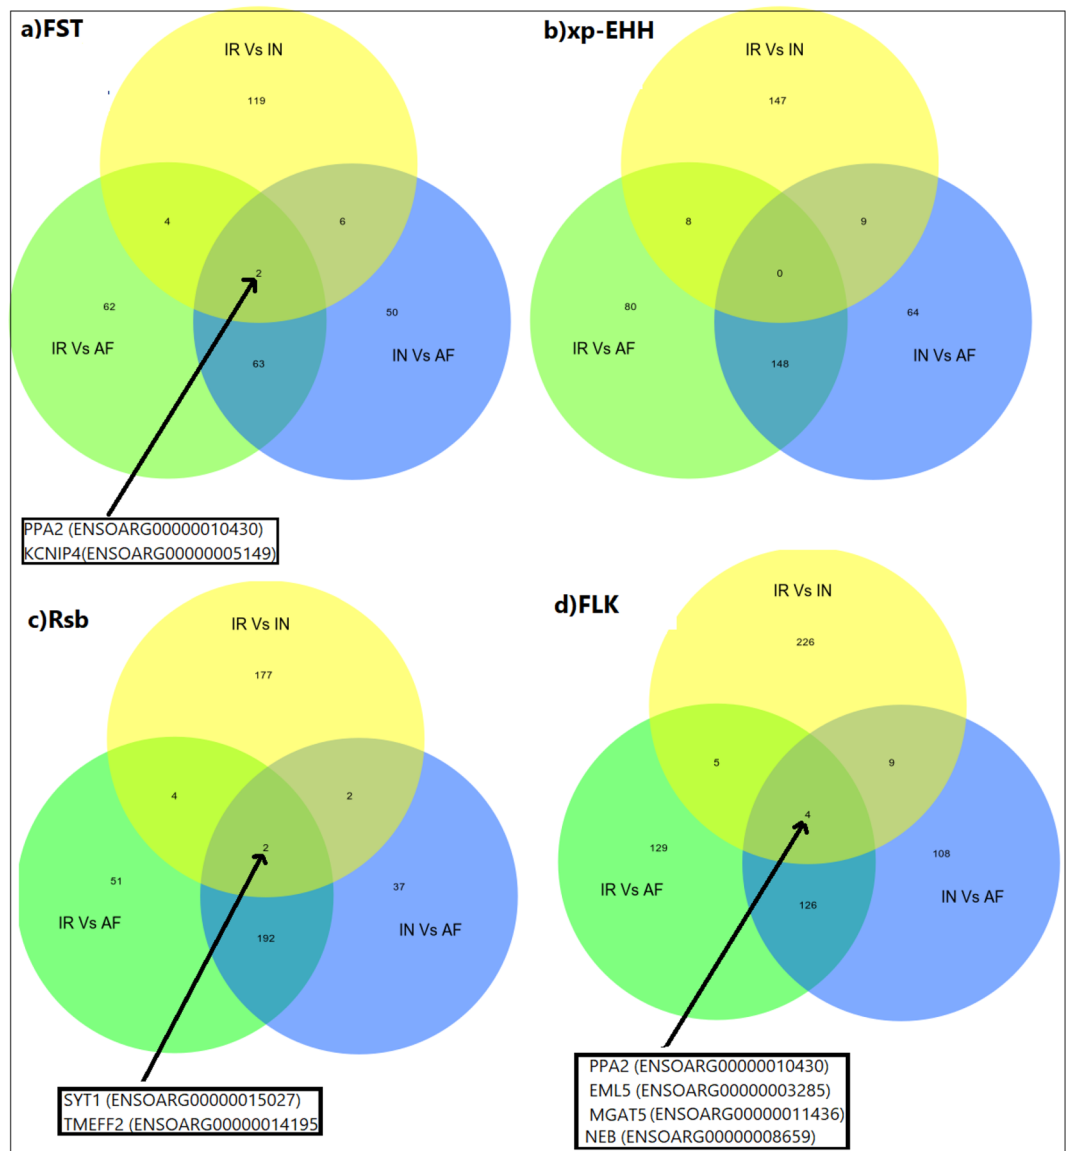 a)FST
IR Vs IN
119
4
6
2
62
50
IR Vs AF
IN Vs AF
63
PPA2 (ENSOARG00000010430)
KCNIP4(ENSOARG00000005149)
b)xp-EHH
IR Vs IN
147
8
9
0
80
64
IR Vs AF
IN Vs AF
148
c)Rsb
IR Vs IN
177
4
2
2
51
37
IR Vs AF
IN Vs AF
192
SYT1 (ENSOARG00000015027)
TMEFF2 (ENSOARG00000014195
d)FLK
IR Vs IN
226
5
9
4
129
108
IR Vs AF
IN Vs AF
126
PPA2 (ENSOARG00000010430)
EML5 (ENSOARG00000003285)
MGAT5(ENSOARG00000011436)
NEB (ENSOARG00000008659)